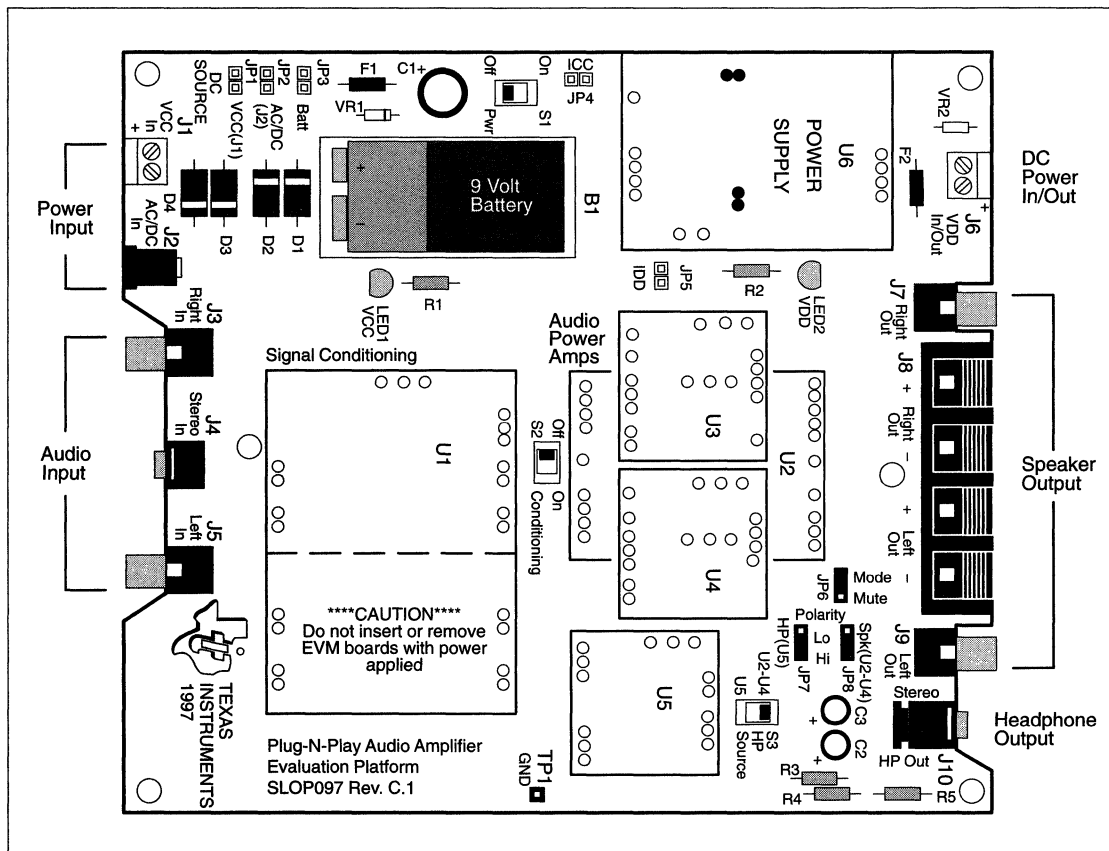 DC
SOURCE
JP1
VCC(J1)
JP2
AC/DC
(J2)
JP3
Batt
F1
VR1
C1+
Off
On
Pwr
S1
ICC
JP4
U6
POWER
SUPPLY
VR2
F2
+
J1
VCC
In
D4
D3
D2
D1
J2
AC/DC
In
+
−
9 Volt
Battery
B1
J6
VDD
In/Out
+
DC
Power
In/Out
Power
Input
LED1
VCC
R1
IDD
JP5
R2
LED2
VDD
J3
Right
In
J7
Right
Out
Signal Conditioning
Audio
Power
Amps
Audio
Input
J4
Stereo
In
J5
Left
In
U1
S2
Off
On
Conditioning
U3
U2
U4
J8
+
Right
Out
−
+
Left
Out
−
Speaker
Output
****CAUTION****
Do not insert or remove
EVM boards with power
applied
JP6
Mode
Mute
Polarity
HP(U5)
Lo
Hi
JP7
Spk(U2-U4)
JP8
J9
Left
Out
U5
U5
U2-U4
S3
HP
Source
+
C3
+
C2
Stereo
HP Out
J10
Headphone
Output
TEXAS
INSTRUMENTS
1997
Plug-N-Play Audio Amplifier
Evaluation Platform
SLOP097 Rev. C.1
TP1
GND
R3
R4
R5